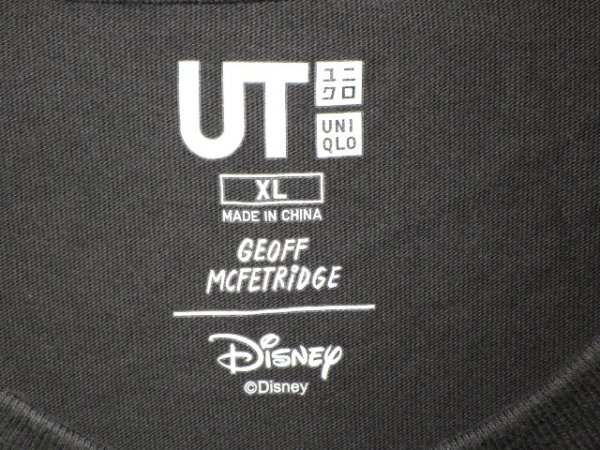 UT
ユニ
クロ
UNI
QLO
XL
MADE IN CHINA
GEOFF
MCFETRiDGE
Disney
©Disney